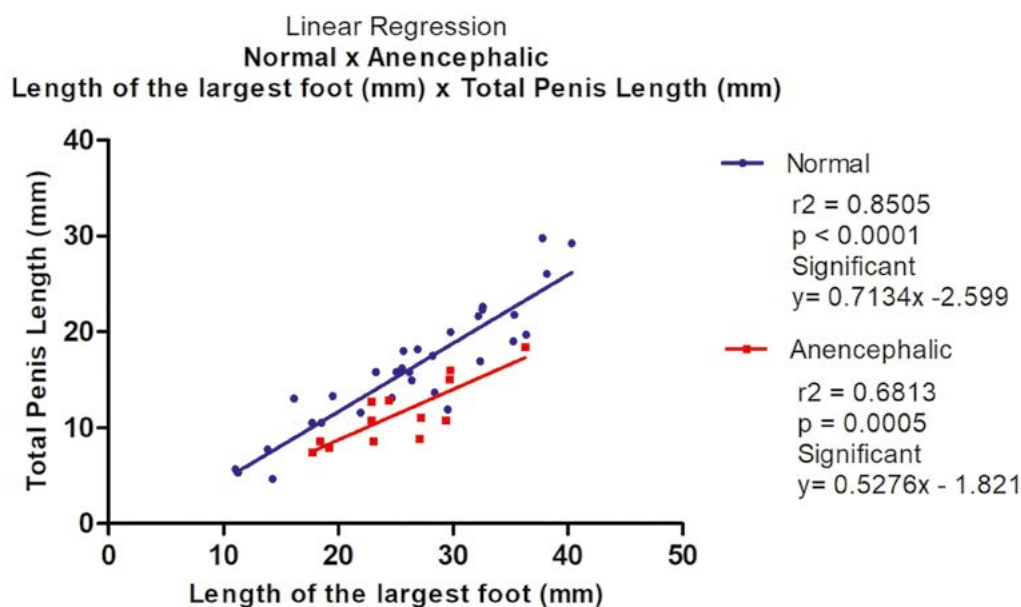 Linear Regression
Normal x Anencephalic
Length of the largest foot (mm) x Total Penis Length (mm)
40
30
20
10
0
Total Penis Length (mm)
0 10 20 30 40 50
Length of the largest foot (mm)
Normal
r2 = 0.8505
p < 0.0001
Significant
y= 0.7134x -2.599
Anencephalic
r2 = 0.6813
p = 0.0005
Significant
y= 0.5276x - 1.821